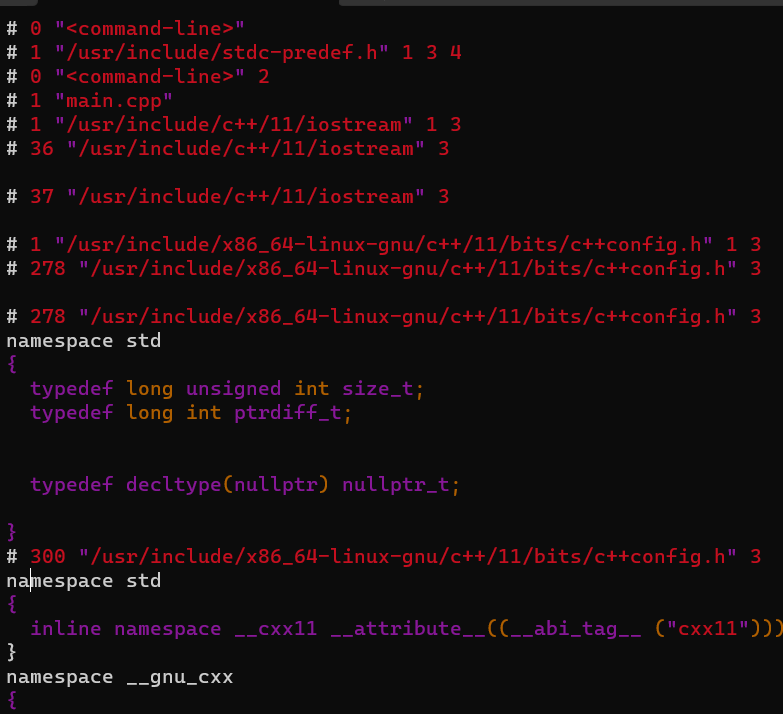 # 0 "<command-line>"
# 1 "/usr/include/stdc-predef.h" 1 3 4
# 0 "<command-line>" 2
# 1 "main.cpp"
# 1 "/usr/include/c++/11/iostream" 1 3
# 36 "/usr/include/c++/11/iostream" 3
# 37 "/usr/include/c++/11/iostream" 3
# 1 "/usr/include/x86_64-linux-gnu/c++/11/bits/c++config.h" 1 3
# 278 "/usr/include/x86_64-linux-gnu/c++/11/bits/c++config.h" 3
# 278 "/usr/include/x86_64-linux-gnu/c++/11/bits/c++config.h" 3
namespace std
{
  typedef long unsigned int size_t;
  typedef long int ptrdiff_t;
  typedef decltype(nullptr) nullptr_t;
}
# 300 "/usr/include/x86_64-linux-gnu/c++/11/bits/c++config.h" 3
namespace std
{
  inline namespace __cxx11 __attribute__((__abi_tag__ ("cxx11")))
}
namespace __gnu_cxx
{